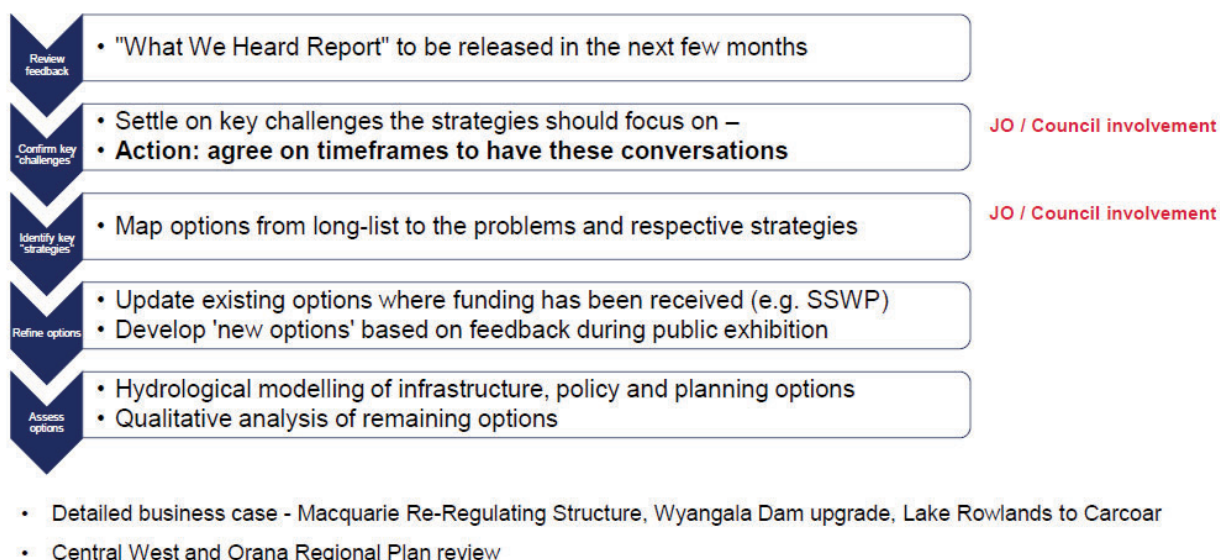 Review
feedback
• "What We Heard Report" to be released in the next few months
Confirm key
"challenges"
• Settle on key challenges the strategies should focus on –
• Action: agree on timeframes to have these conversations
JO / Council involvement
Identify key
"strategies"
• Map options from long-list to the problems and respective strategies
JO / Council involvement
Refine options
• Update existing options where funding has been received (e.g. SSWP)
• Develop 'new options' based on feedback during public exhibition
Assess
options
• Hydrological modelling of infrastructure, policy and planning options
• Qualitative analysis of remaining options
• Detailed business case - Macquarie Re-Regulating Structure, Wyangala Dam upgrade, Lake Rowlands to Carcoar
• Central West and Orana Regional Plan review